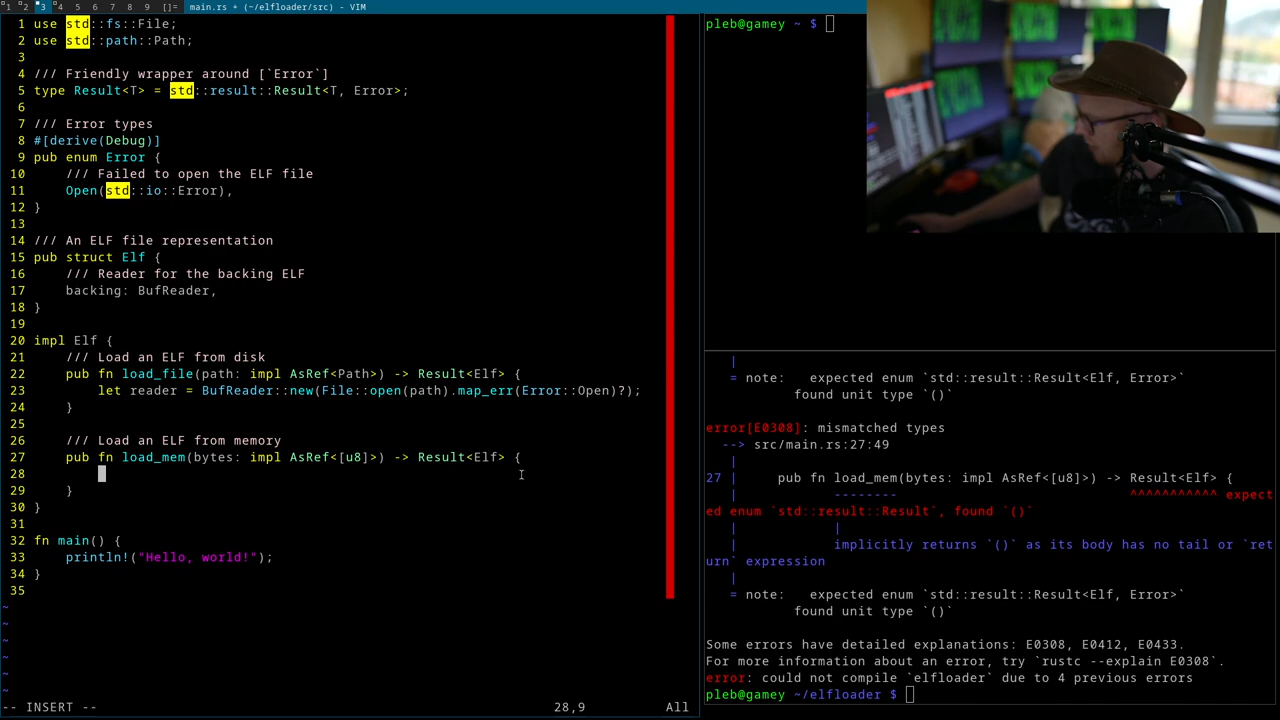 1 2 3 4 5 6 7 8 9 []= main.rs + (~/elfloader/src) - VIM
1 use std::fs::File;
2 use std::path::Path;
3
4 /// Friendly wrapper around [`Error`]
5 type Result<T> = std::result::Result<T, Error>;
6
7 /// Error types
8 #[derive(Debug)]
9 pub enum Error {
10     /// Failed to open the ELF file
11     Open(std::io::Error),
12 }
13
14 /// An ELF file representation
15 pub struct Elf {
16     /// Reader for the backing ELF
17     backing: BufReader,
18 }
19
20 impl Elf {
21     /// Load an ELF from disk
22     pub fn load_file(path: impl AsRef<Path>) -> Result<Elf> {
23         let reader = BufReader::new(File::open(path).map_err(Error::Open)?);
24     }
25
26     /// Load an ELF from memory
27     pub fn load_mem(bytes: impl AsRef<[u8]>) -> Result<Elf> {
28
29     }
30 }
31
32 fn main() {
33     println!("Hello, world!");
34 }
35
~
~
~
~
~
~
-- INSERT -- 28,9 All
pleb@gamey ~ $
|
= note:   expected enum `std::result::Result<Elf, Error>`
found unit type `()`
error[E0308]: mismatched types
--> src/main.rs:27:49
|
27 |     pub fn load_mem(bytes: impl AsRef<[u8]>) -> Result<Elf> {
|            --------                             ^^^^^^^^^^^ expect
ed enum `std::result::Result`, found `()`
|            |
|            implicitly returns `()` as its body has no tail or `ret
urn` expression
|
= note:   expected enum `std::result::Result<Elf, Error>`
found unit type `()`
Some errors have detailed explanations: E0308, E0412, E0433.
For more information about an error, try `rustc --explain E0308`.
error: could not compile `elfloader` due to 4 previous errors
pleb@gamey ~/elfloader $